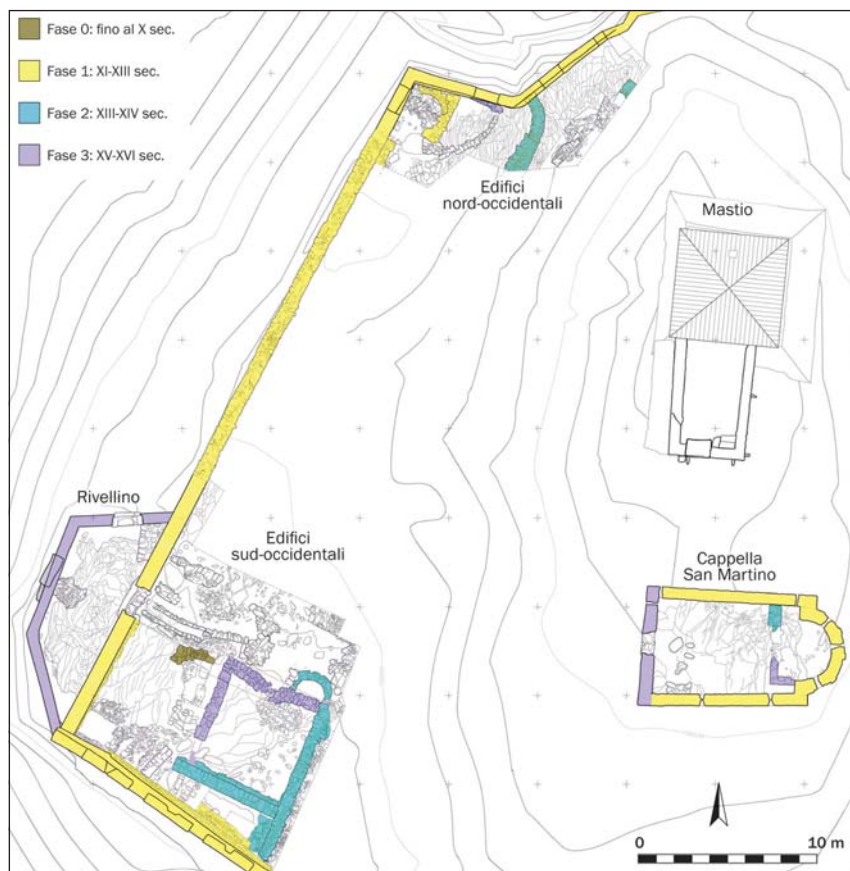 Fase 0: fino al X sec.
Fase 1: XI-XIII sec.
Fase 2: XIII-XIV sec.
Fase 3: XV-XVI sec.
Edifici
nord-occidentali
Mastio
Rivellino
Edifici
sud-occidentali
Cappella
San Martino
0 10 m